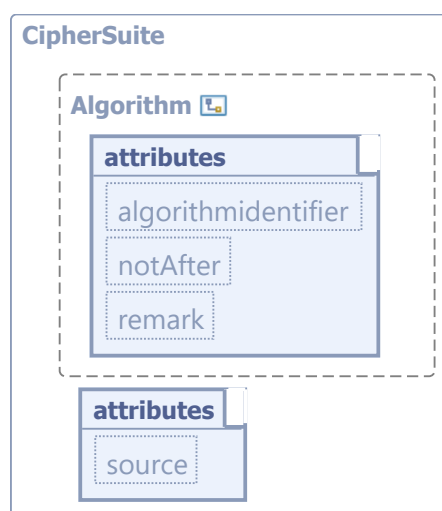 CipherSuite
Algorithm
attributes
algorithmidentifier
notAfter
remark
attributes
source